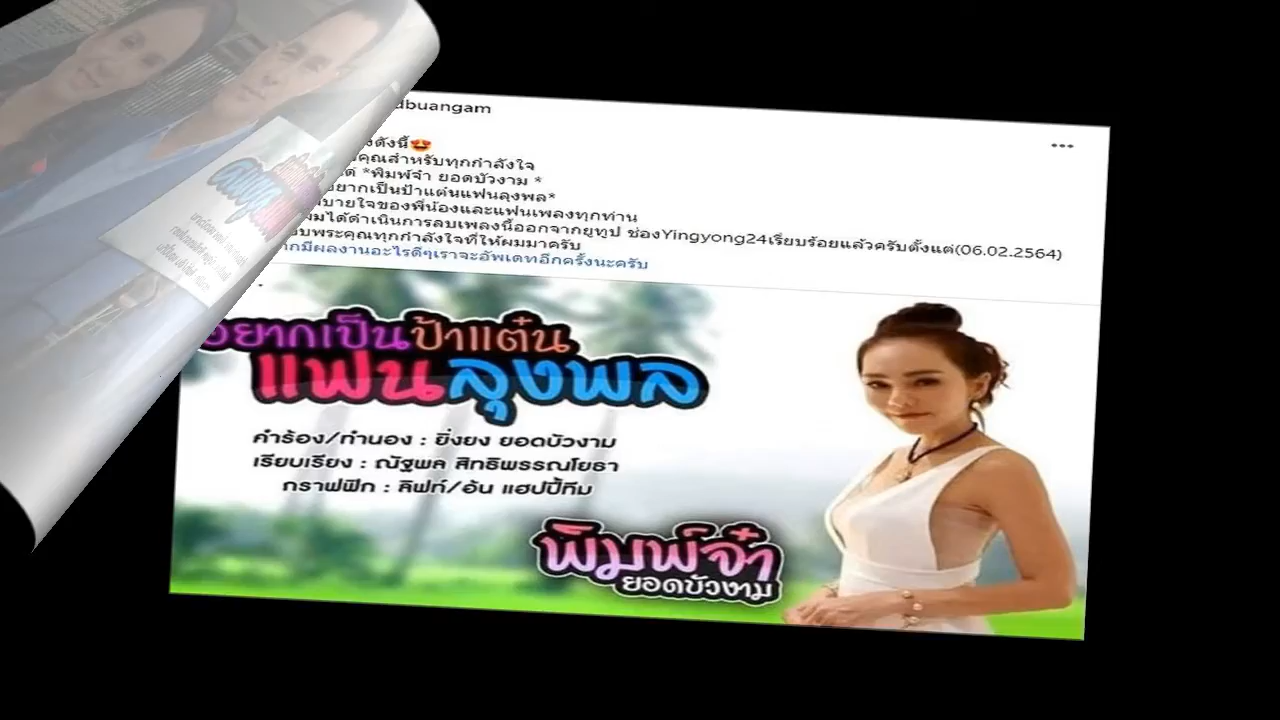 dbuangam
ดังนี้
คุณสำหรับทุกกำลังใจ
*พิมพ์จ๋า ยอดบัวงาม *
อยากเป็นป้าแต๋นแฟนลุงพล*
บายใจของพี่น้องและแฟนเพลงทุกท่าน
ผมได้ดำเนินการลบเพลงนี้ออกจากยูทูป ช่องYingyong24เรียบร้อยแล้วครับตั้งแต่(06.02.2564)
พระคุณทุกกำลังใจที่ให้ผมมาครับ
มีผลงานอะไรดีๆเราจะอัพเดทอีกครั้งนะครับ
อยากเป็นป้าแต๋น
แฟนลุงพล
คำร้อง/ทำนอง : ยิ่งยง ยอดบัวงาม
เรียบเรียง : ณัฐพล สิทธิพรรณโยธา
กราฟฟิก : ลิฟท์/อัน แฮปปี้ทีม
พิมพ์จ๋า
ยอดบัวงาม